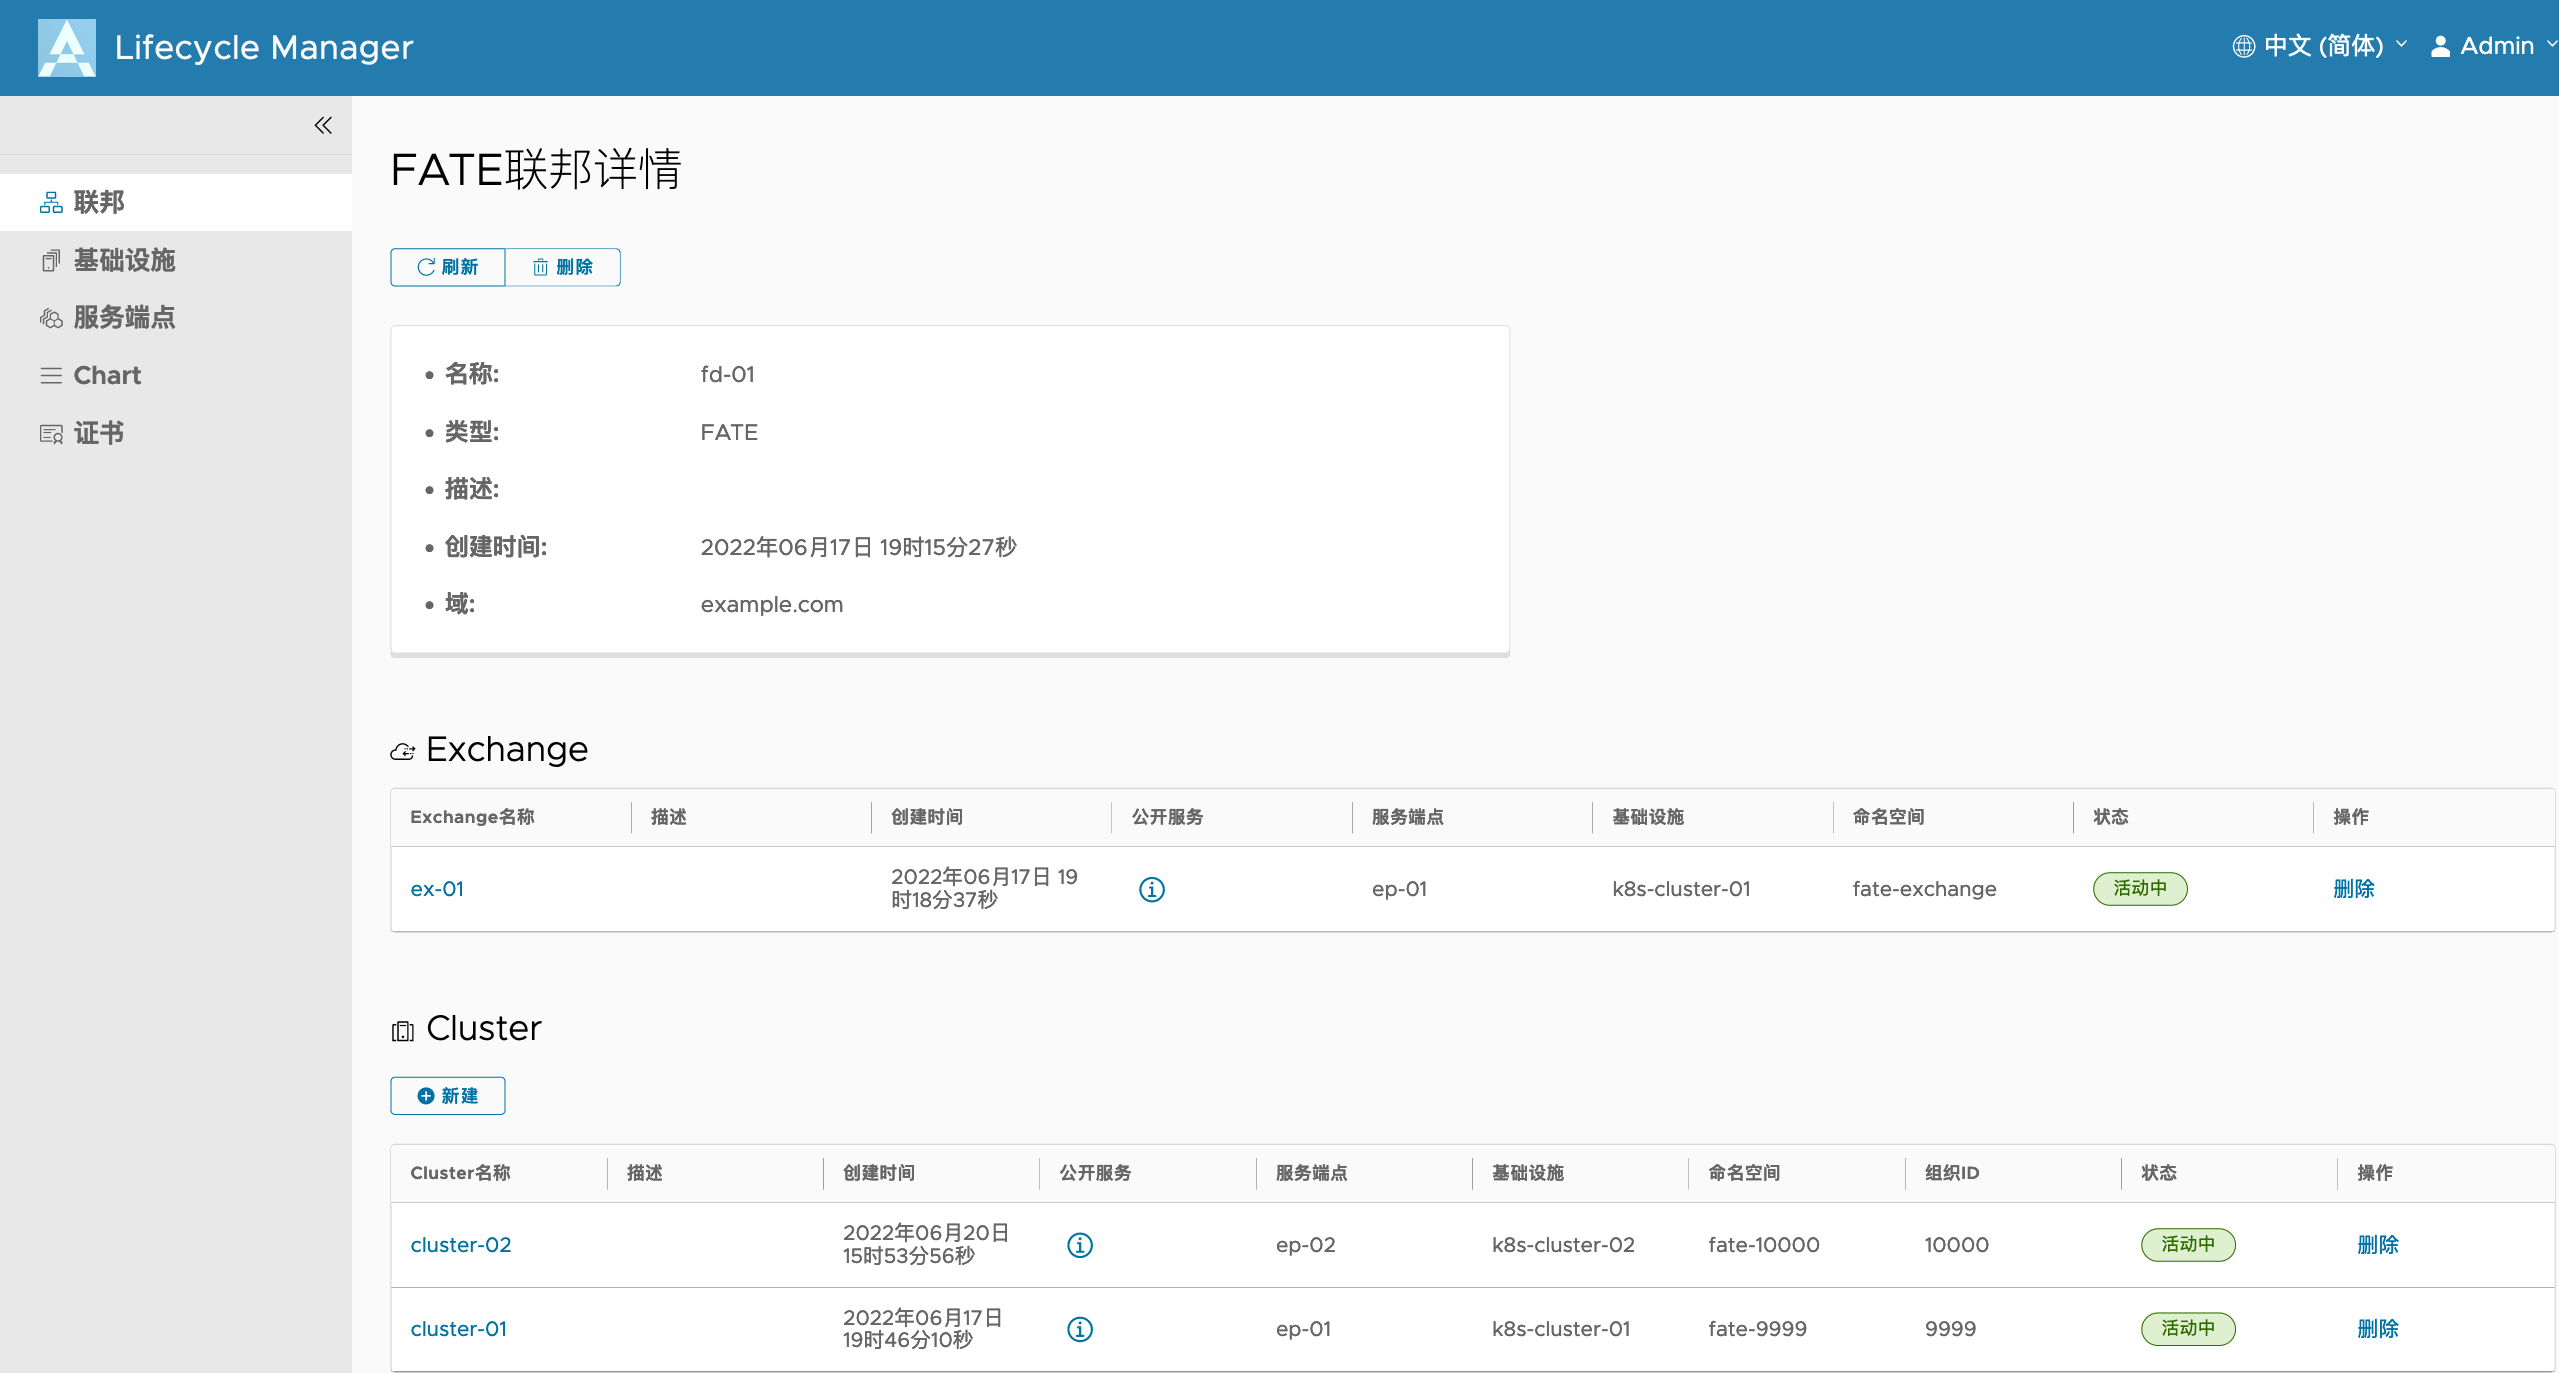 Lifecycle Manager
中文 (简体)
Admin
联邦
基础设施
服务端点
Chart
证书
FATE联邦详情
刷新
删除
名称: fd-01
类型: FATE
描述:
创建时间: 2022年06月17日 19时15分27秒
域: example.com
Exchange
Exchange名称 描述 创建时间 公开服务 服务端点 基础设施 命名空间 状态 操作
ex-01 2022年06月17日 19时18分37秒 ep-01 k8s-cluster-01 fate-exchange 活动中 删除
Cluster
新建
Cluster名称 描述 创建时间 公开服务 服务端点 基础设施 命名空间 组织ID 状态 操作
cluster-02 2022年06月20日 15时53分56秒 ep-02 k8s-cluster-02 fate-10000 10000 活动中 删除
cluster-01 2022年06月17日 19时46分10秒 ep-01 k8s-cluster-01 fate-9999 9999 活动中 删除